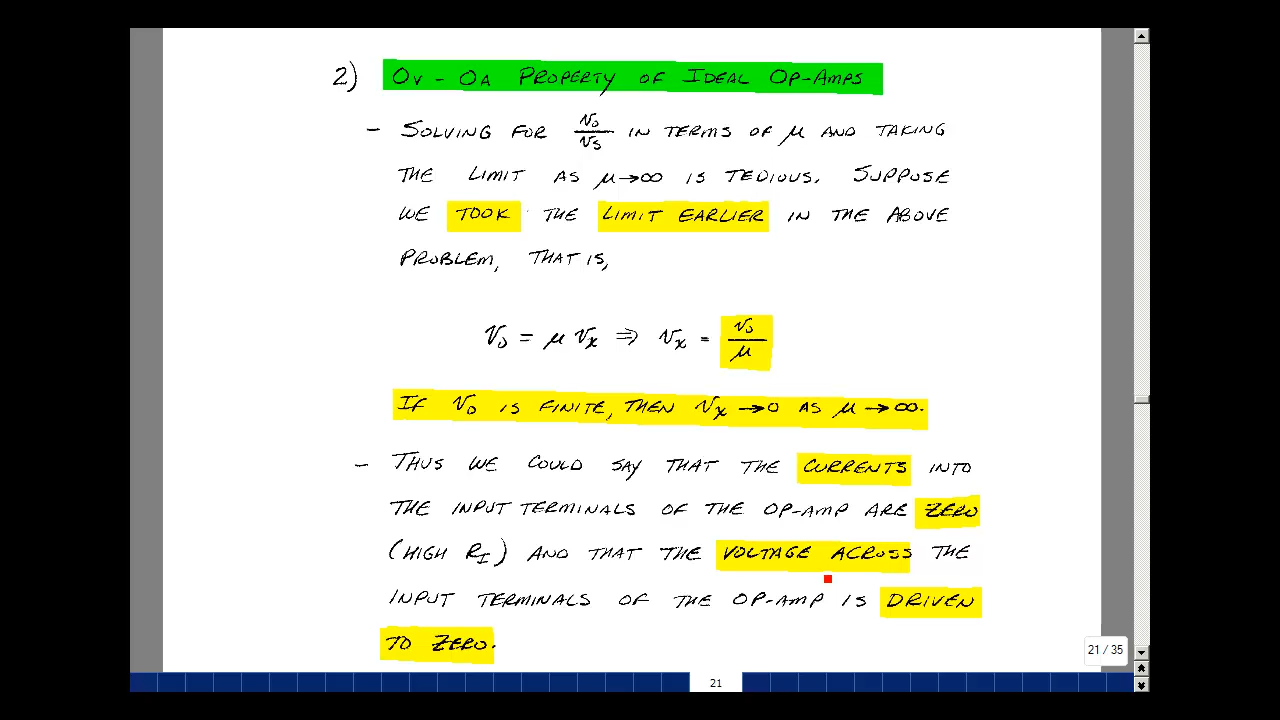 2) 0v - 0A PROPERTY OF IDEAL OP-AMPS
- SOLVING FOR v0/vs IN TERMS OF μ AND TAKING
THE LIMIT AS μ→∞ IS TEDIOUS. SUPPOSE
WE TOOK THE LIMIT EARLIER IN THE ABOVE
PROBLEM, THAT IS,
v0 = μ vx ⇒ vx = v0/μ
IF v0 IS FINITE, THEN vx →0 AS μ → ∞.
- THUS WE COULD SAY THAT THE CURRENTS INTO
THE INPUT TERMINALS OF THE OP-AMP ARE ZERO
(HIGH RI) AND THAT THE VOLTAGE ACROSS THE
INPUT TERMINALS OF THE OP-AMP IS DRIVEN
TO ZERO.
21 / 35
21